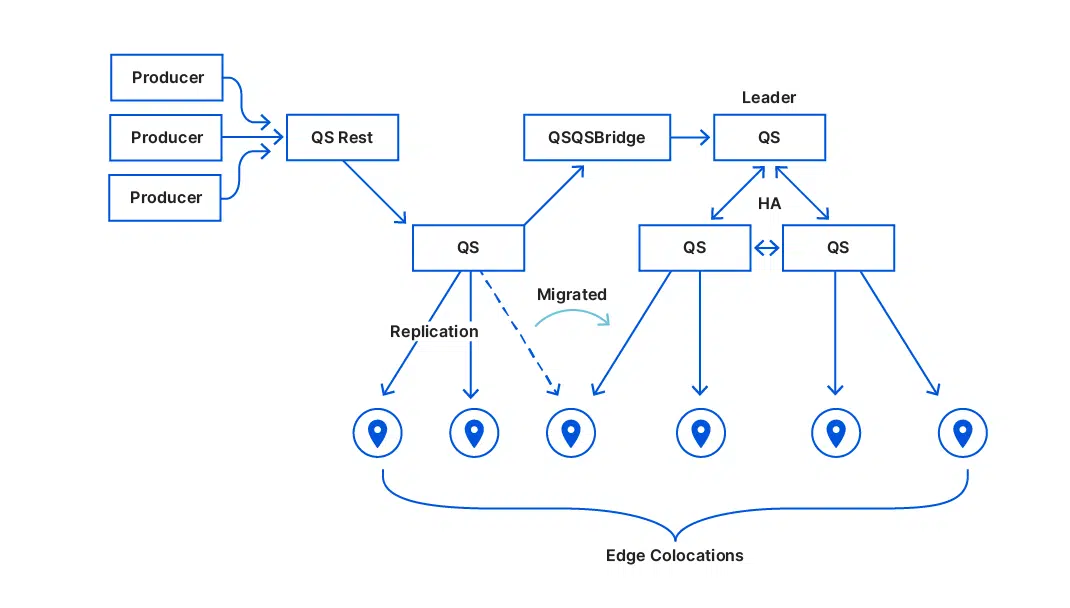 Producer
Producer
Producer
QS Rest
QSQSBridge
Leader
QS
HA
QS
QS
QS
Migrated
Replication
Edge Colocations